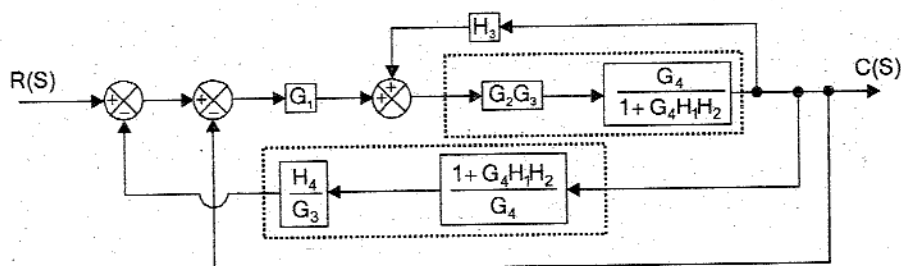 H₃
R(S)
C(S)
+
−
+
−
G₁
+
+
G₂G₃
G₄
1 + G₄H₁H₂
H₄
G₃
1 + G₄H₁H₂
G₄